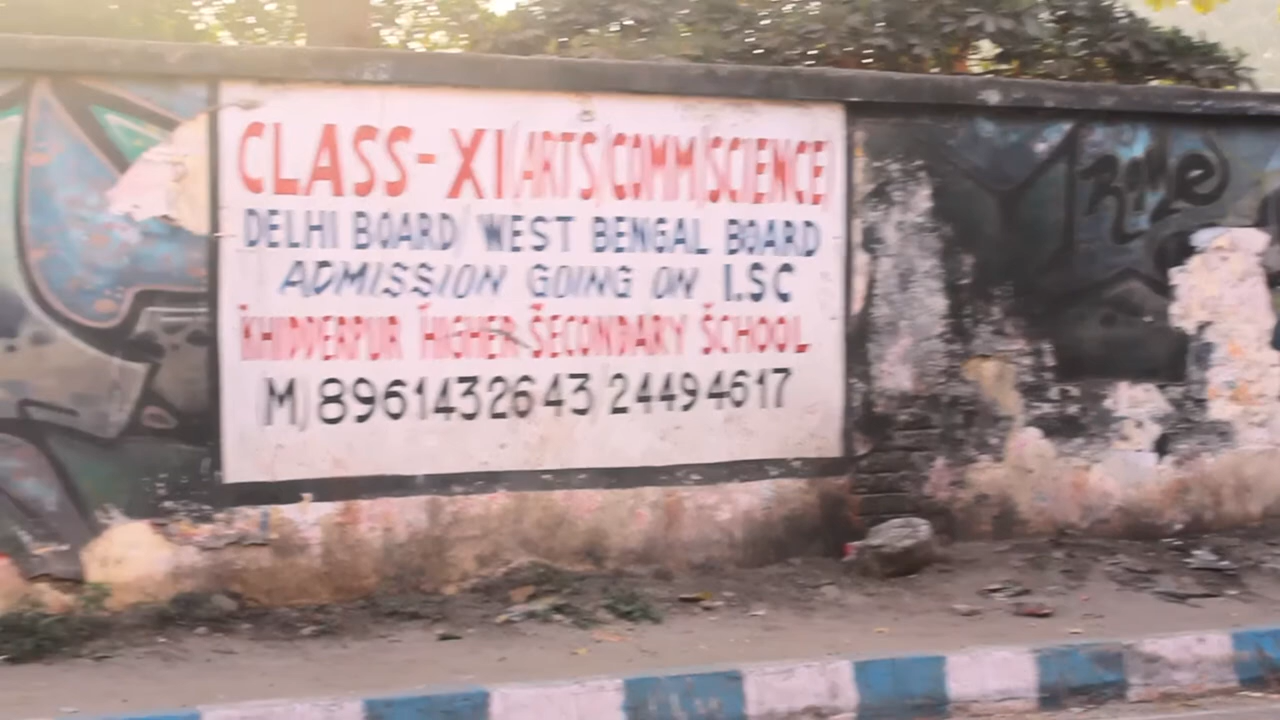 CLASS-XI/ARTS/COMM/SCIENCE
DELHI BOARD/WEST BENGAL BOARD
ADMISSION GOING ON I.SC
KHIDDERPUR HIGHER SECONDARY SCHOOL
M/8961432643/24494617